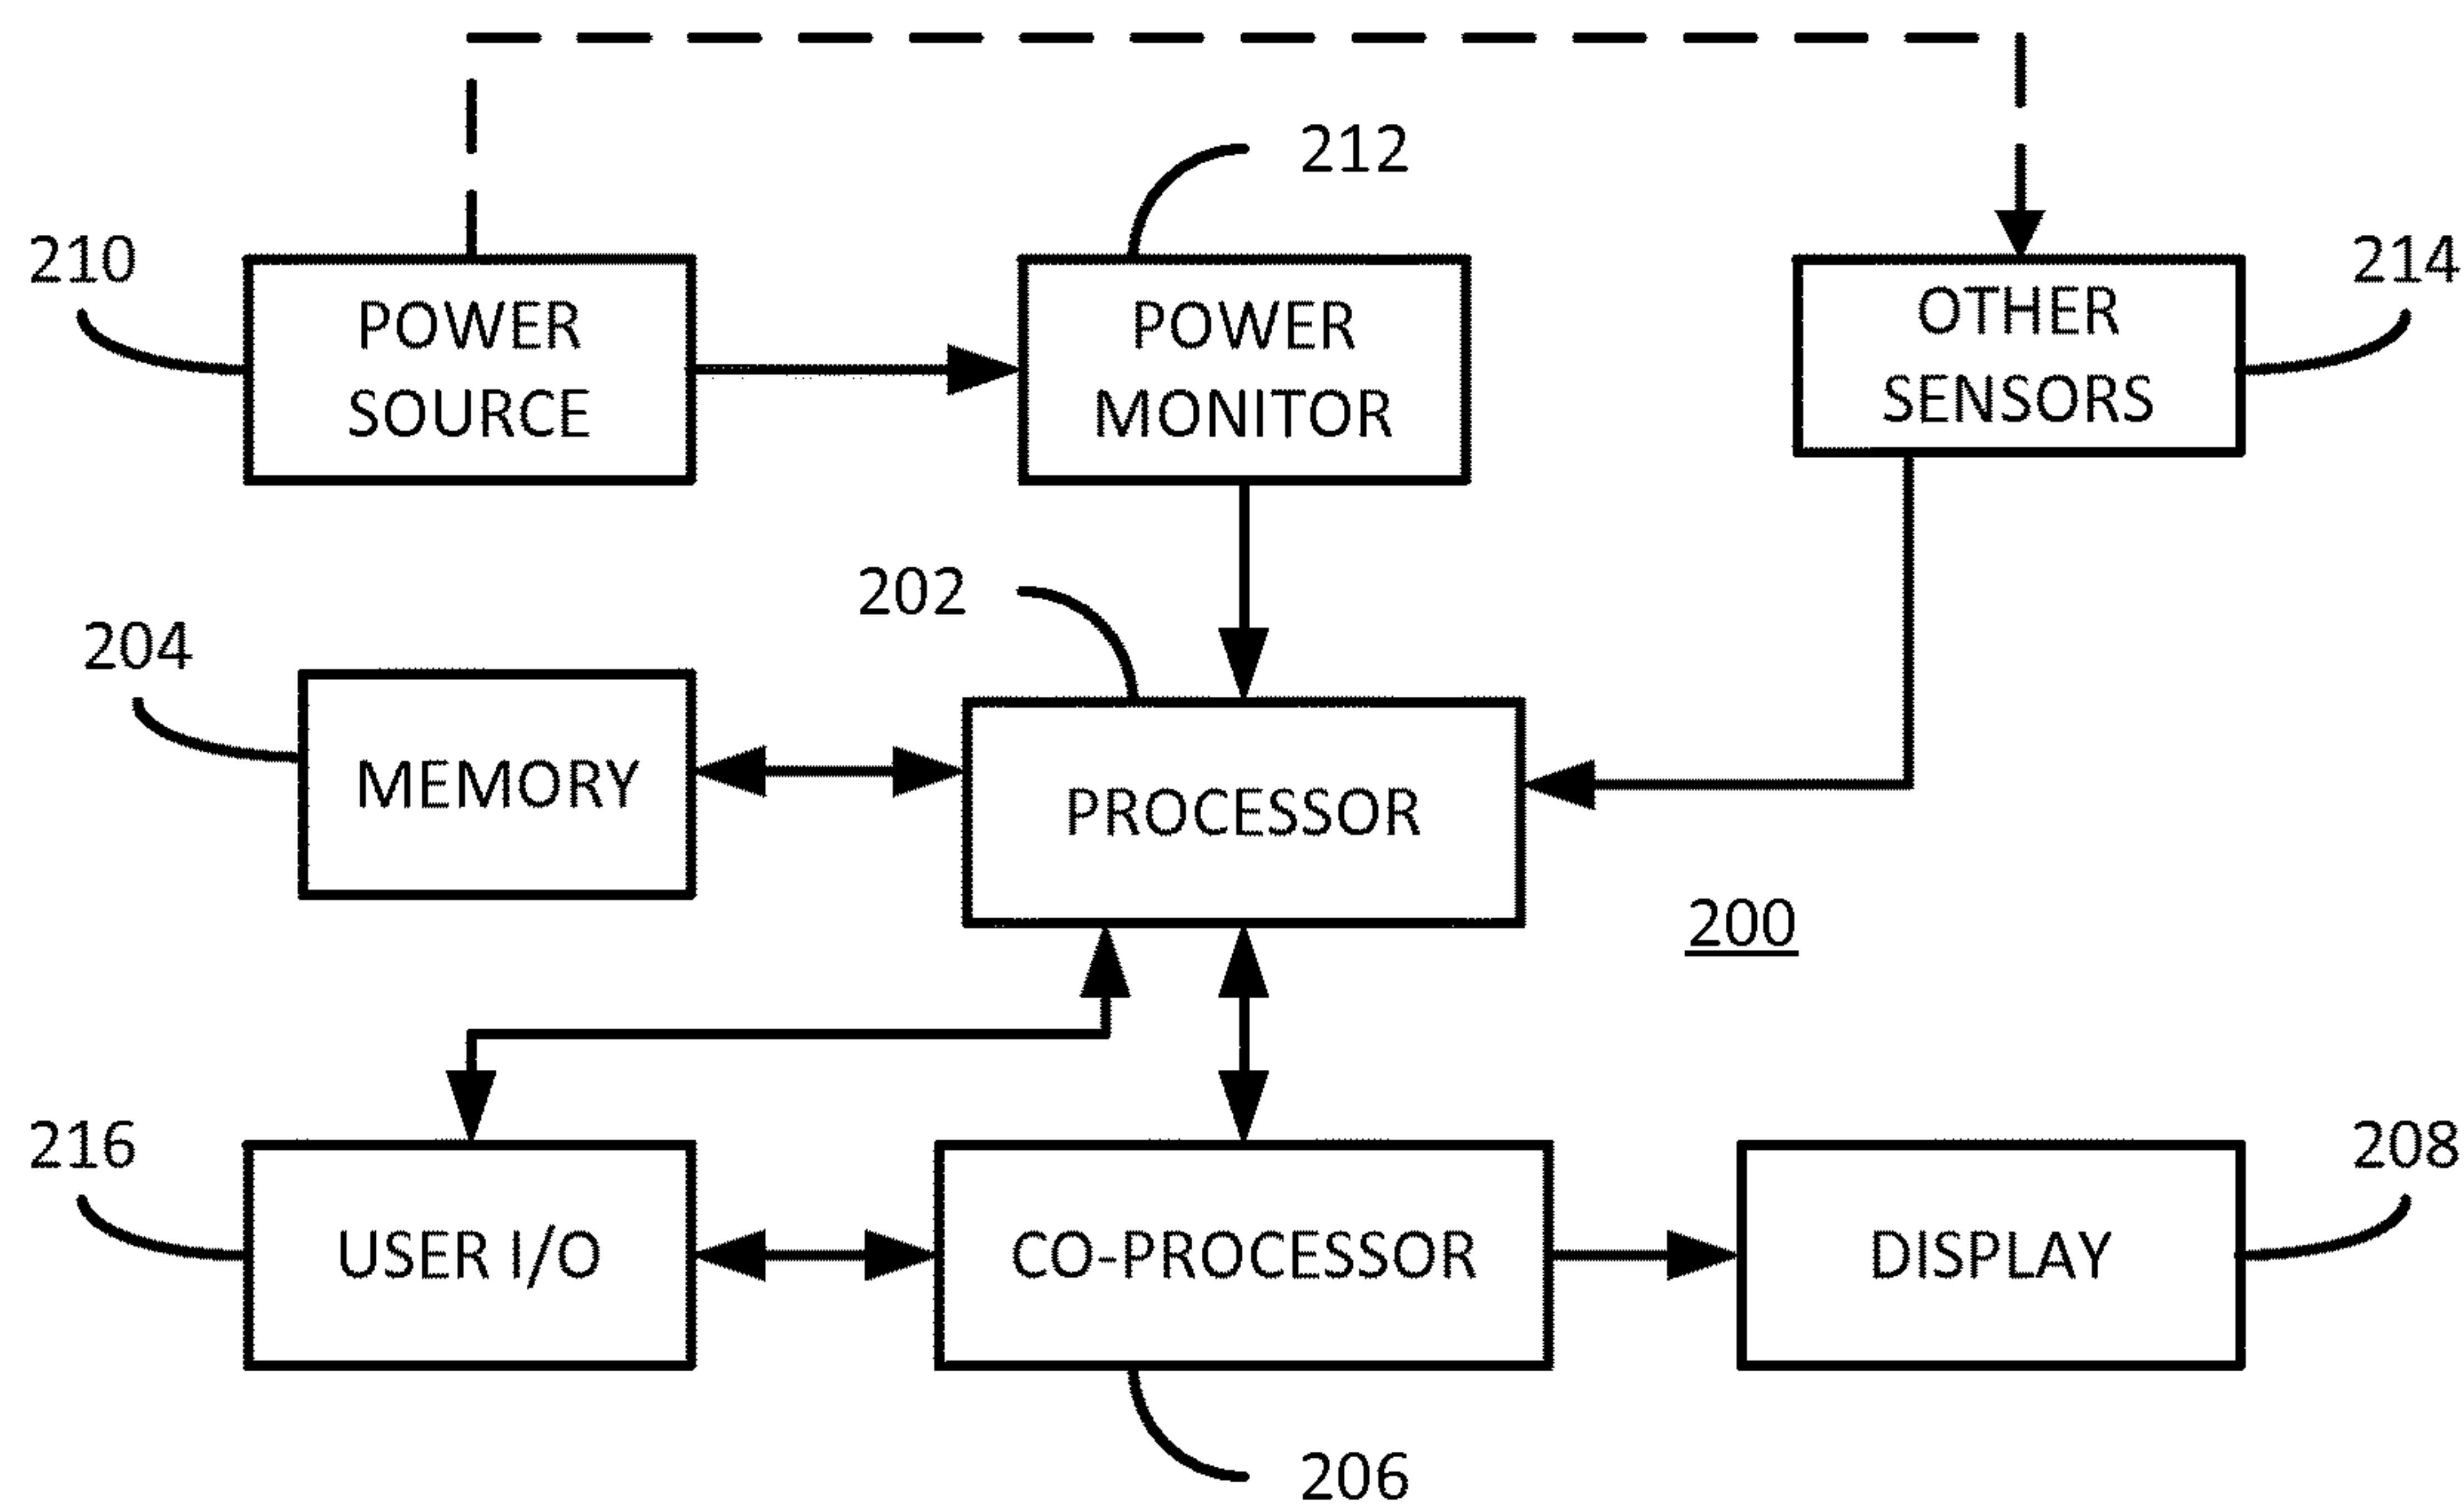 212
210
POWER
SOURCE
POWER
MONITOR
OTHER
SENSORS
214
202
204
MEMORY
PROCESSOR
200
216
USER I/O
CO-PROCESSOR
DISPLAY
208
206